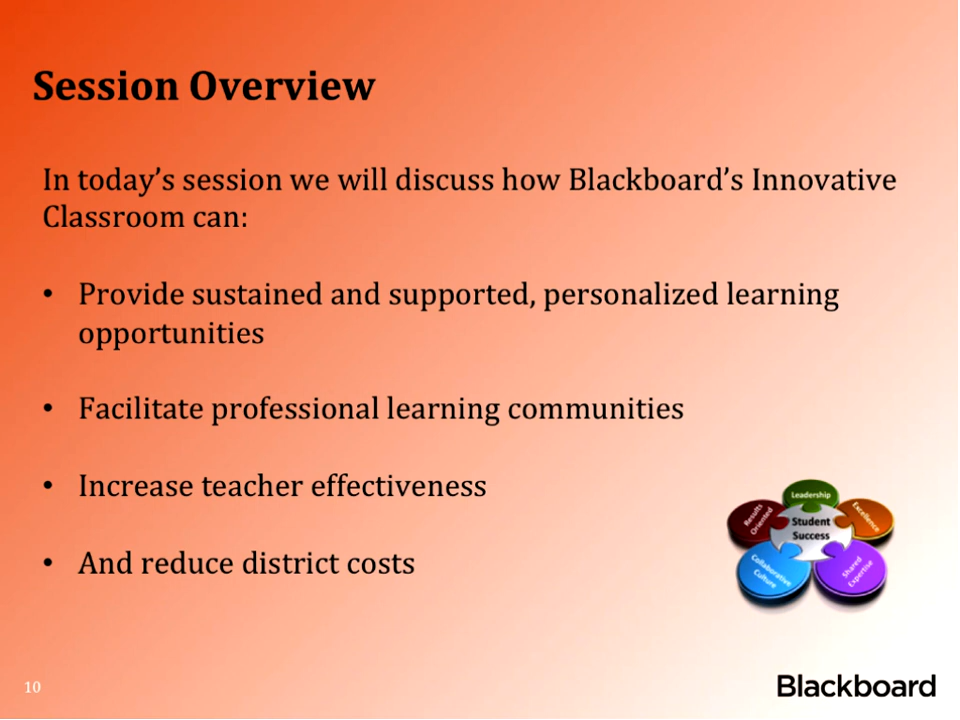 Session Overview
In today’s session we will discuss how Blackboard’s Innovative
Classroom can:
• Provide sustained and supported, personalized learning
opportunities
• Facilitate professional learning communities
• Increase teacher effectiveness
• And reduce district costs
Leadership
Results
Oriented
Excellence
Student
Success
Collaborative
Culture
Shared
Expertise
10
Blackboard